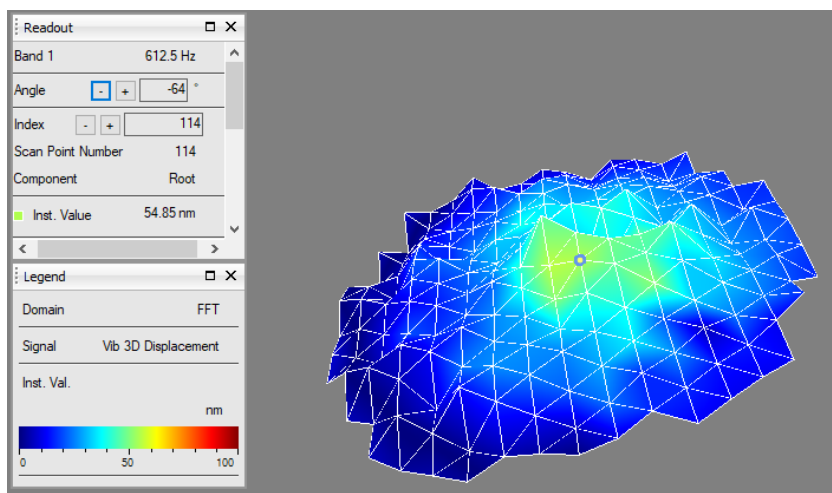 Readout
Band 1 612.5 Hz
Angle - + -64 °
Index - + 114
Scan Point Number 114
Component Root
Inst. Value 54.85 nm
Legend
Domain FFT
Signal Vib 3D Displacement
Inst. Val.
nm
0 50 100